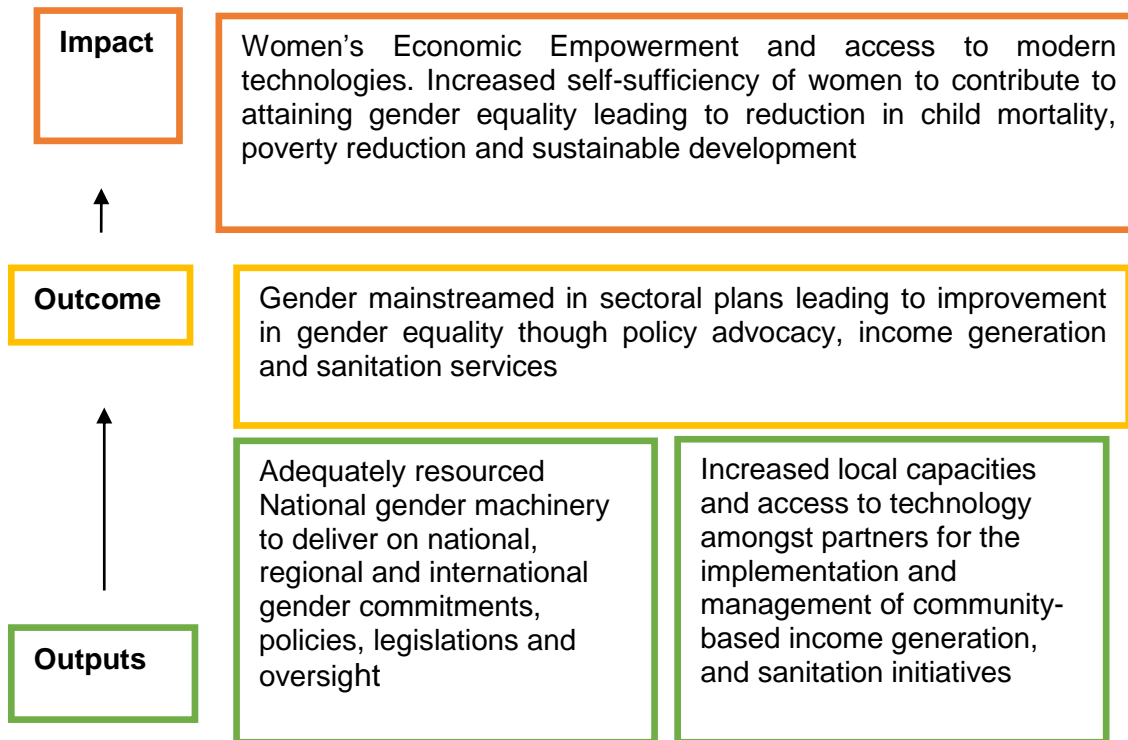 Impact
Women's Economic Empowerment and access to modern
technologies. Increased self-sufficiency of women to contribute to
attaining gender equality leading to reduction in child mortality,
poverty reduction and sustainable development
Outcome
Gender mainstreamed in sectoral plans leading to improvement
in gender equality though policy advocacy, income generation
and sanitation services
Adequately resourced
National gender machinery
to deliver on national,
regional and international
gender commitments,
policies, legislations and
oversight
Increased local capacities
and access to technology
amongst partners for the
implementation and
management of community-
based income generation,
and sanitation initiatives
Outputs